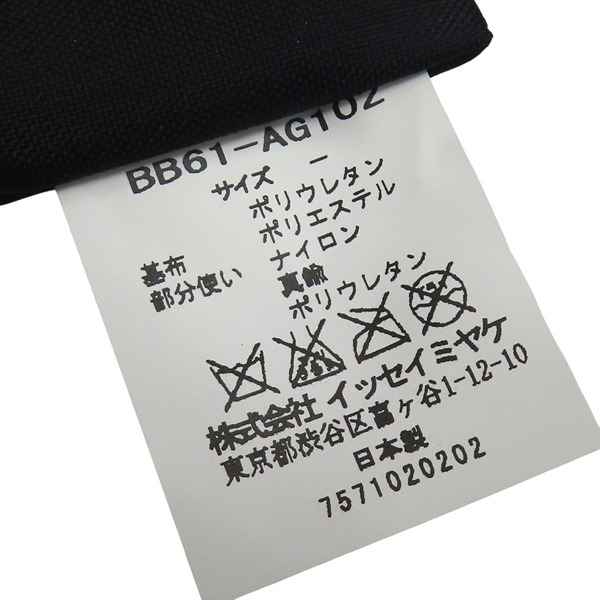 BB61-AG102
サイズ -
ポリウレタン
ポリエステル
基布 ナイロン
部分使い 真鍮
ポリウレタン
株式会社 イッセイミヤケ
東京都渋谷区富ヶ谷1-12-10
日本製
7571020202